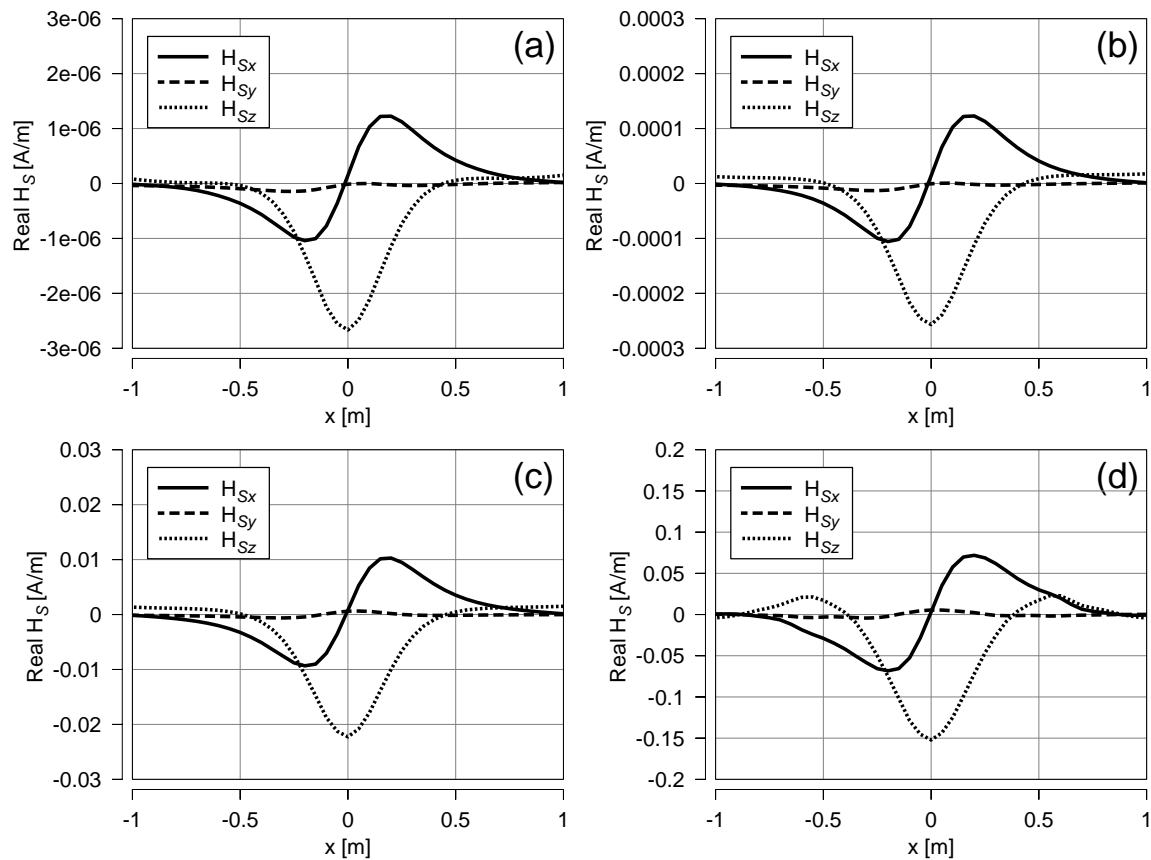 (a)
H_Sx
H_Sy
H_Sz
Real H_S [A/m]
3e-06
2e-06
1e-06
0
-1e-06
-2e-06
-3e-06
-1 -0.5 0 0.5 1
x [m]
(b)
H_Sx
H_Sy
H_Sz
Real H_S [A/m]
0.0003
0.0002
0.0001
0
-0.0001
-0.0002
-0.0003
-1 -0.5 0 0.5 1
x [m]
(c)
H_Sx
H_Sy
H_Sz
Real H_S [A/m]
0.03
0.02
0.01
0
-0.01
-0.02
-0.03
-1 -0.5 0 0.5 1
x [m]
(d)
H_Sx
H_Sy
H_Sz
Real H_S [A/m]
0.2
0.15
0.1
0.05
0
-0.05
-0.1
-0.15
-0.2
-1 -0.5 0 0.5 1
x [m]